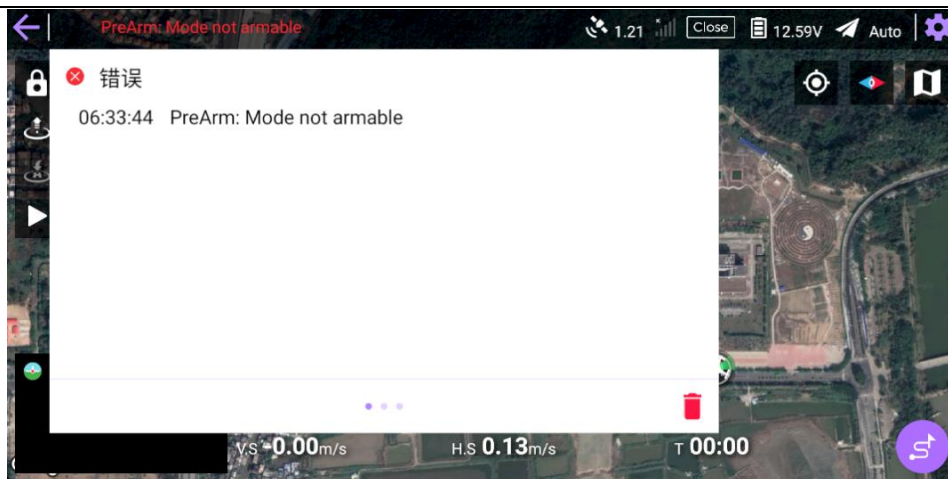 PreArm: Mode not armable
1.21 Close 12.59V Auto
错误
06:33:44 PreArm: Mode not armable
V.S -0.00m/s H.S 0.13m/s T 00:00